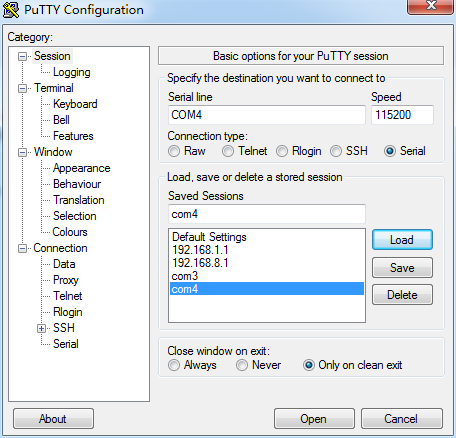 PuTTY Configuration
Category:
Session
Logging
Terminal
Keyboard
Bell
Features
Window
Appearance
Behaviour
Translation
Selection
Colours
Connection
Data
Proxy
Telnet
Rlogin
SSH
Serial
Basic options for your PuTTY session
Specify the destination you want to connect to
Serial line Speed
COM4 115200
Connection type:
Raw Telnet Rlogin SSH Serial
Load, save or delete a stored session
Saved Sessions
com4
Default Settings
192.168.1.1
192.168.8.1
com3
com4
Load
Save
Delete
Close window on exit:
Always Never Only on clean exit
About Open Cancel